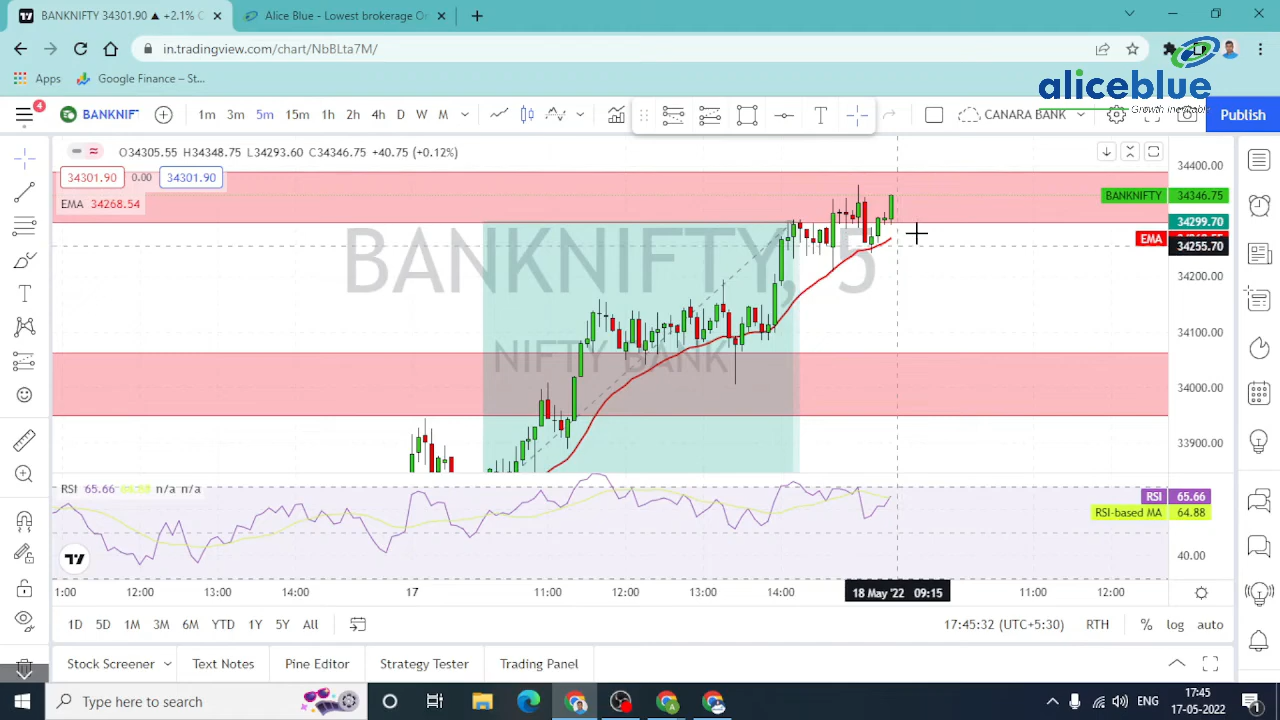 BANKNIFTY 34301.90 ▲ +2.1% C
Alice Blue - Lowest brokerage On
in.tradingview.com/chart/NbBLta7M/
Apps
Google Finance – St...
aliceblue
4
BANKNIF
1m 3m 5m 15m 1h 2h 4h D W M
CANARA BANK
Publish
O34305.55 H34348.75 L34293.60 C34346.75 +40.75 (+0.12%)
34301.90 0.00 34301.90
EMA 34268.54
BANKNIFTY, 5
NIFTY BANK
34400.00
BANKNIFTY 34346.75
34299.70
EMA
34255.70
34200.00
34100.00
34000.00
33900.00
RSI 65.66 64.88 n/a n/a
RSI 65.66
RSI-based MA 64.88
40.00
1:00 12:00 13:00 14:00 17 11:00 12:00 13:00 14:00 18 May '22 09:15 11:00 12:00
1D 5D 1M 3M 6M YTD 1Y 5Y All
17:45:32 (UTC+5:30) RTH % log auto
Stock Screener Text Notes Pine Editor Strategy Tester Trading Panel
Type here to search
ENG
17:45
17-05-2022
1